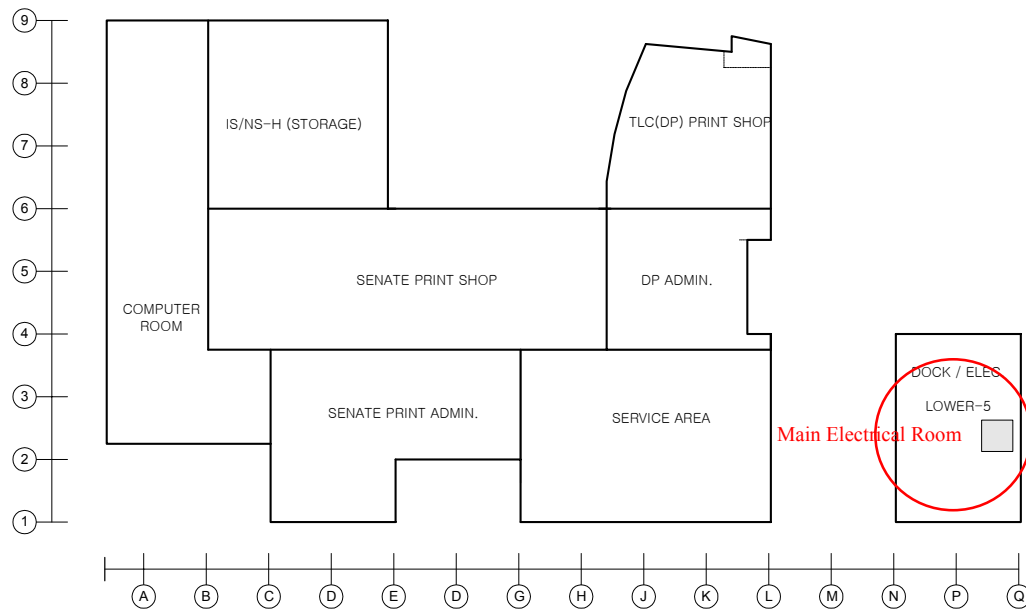 9
8
IS/NS-H (STORAGE)
TLC(DP) PRINT SHOP
7
6
5
SENATE PRINT SHOP
DP ADMIN.
COMPUTER
ROOM
4
3
DOCK / ELEC
LOWER-5
SENATE PRINT ADMIN.
SERVICE AREA
Main Electrical Room
2
1
A B C D E D G H J K L M N P Q